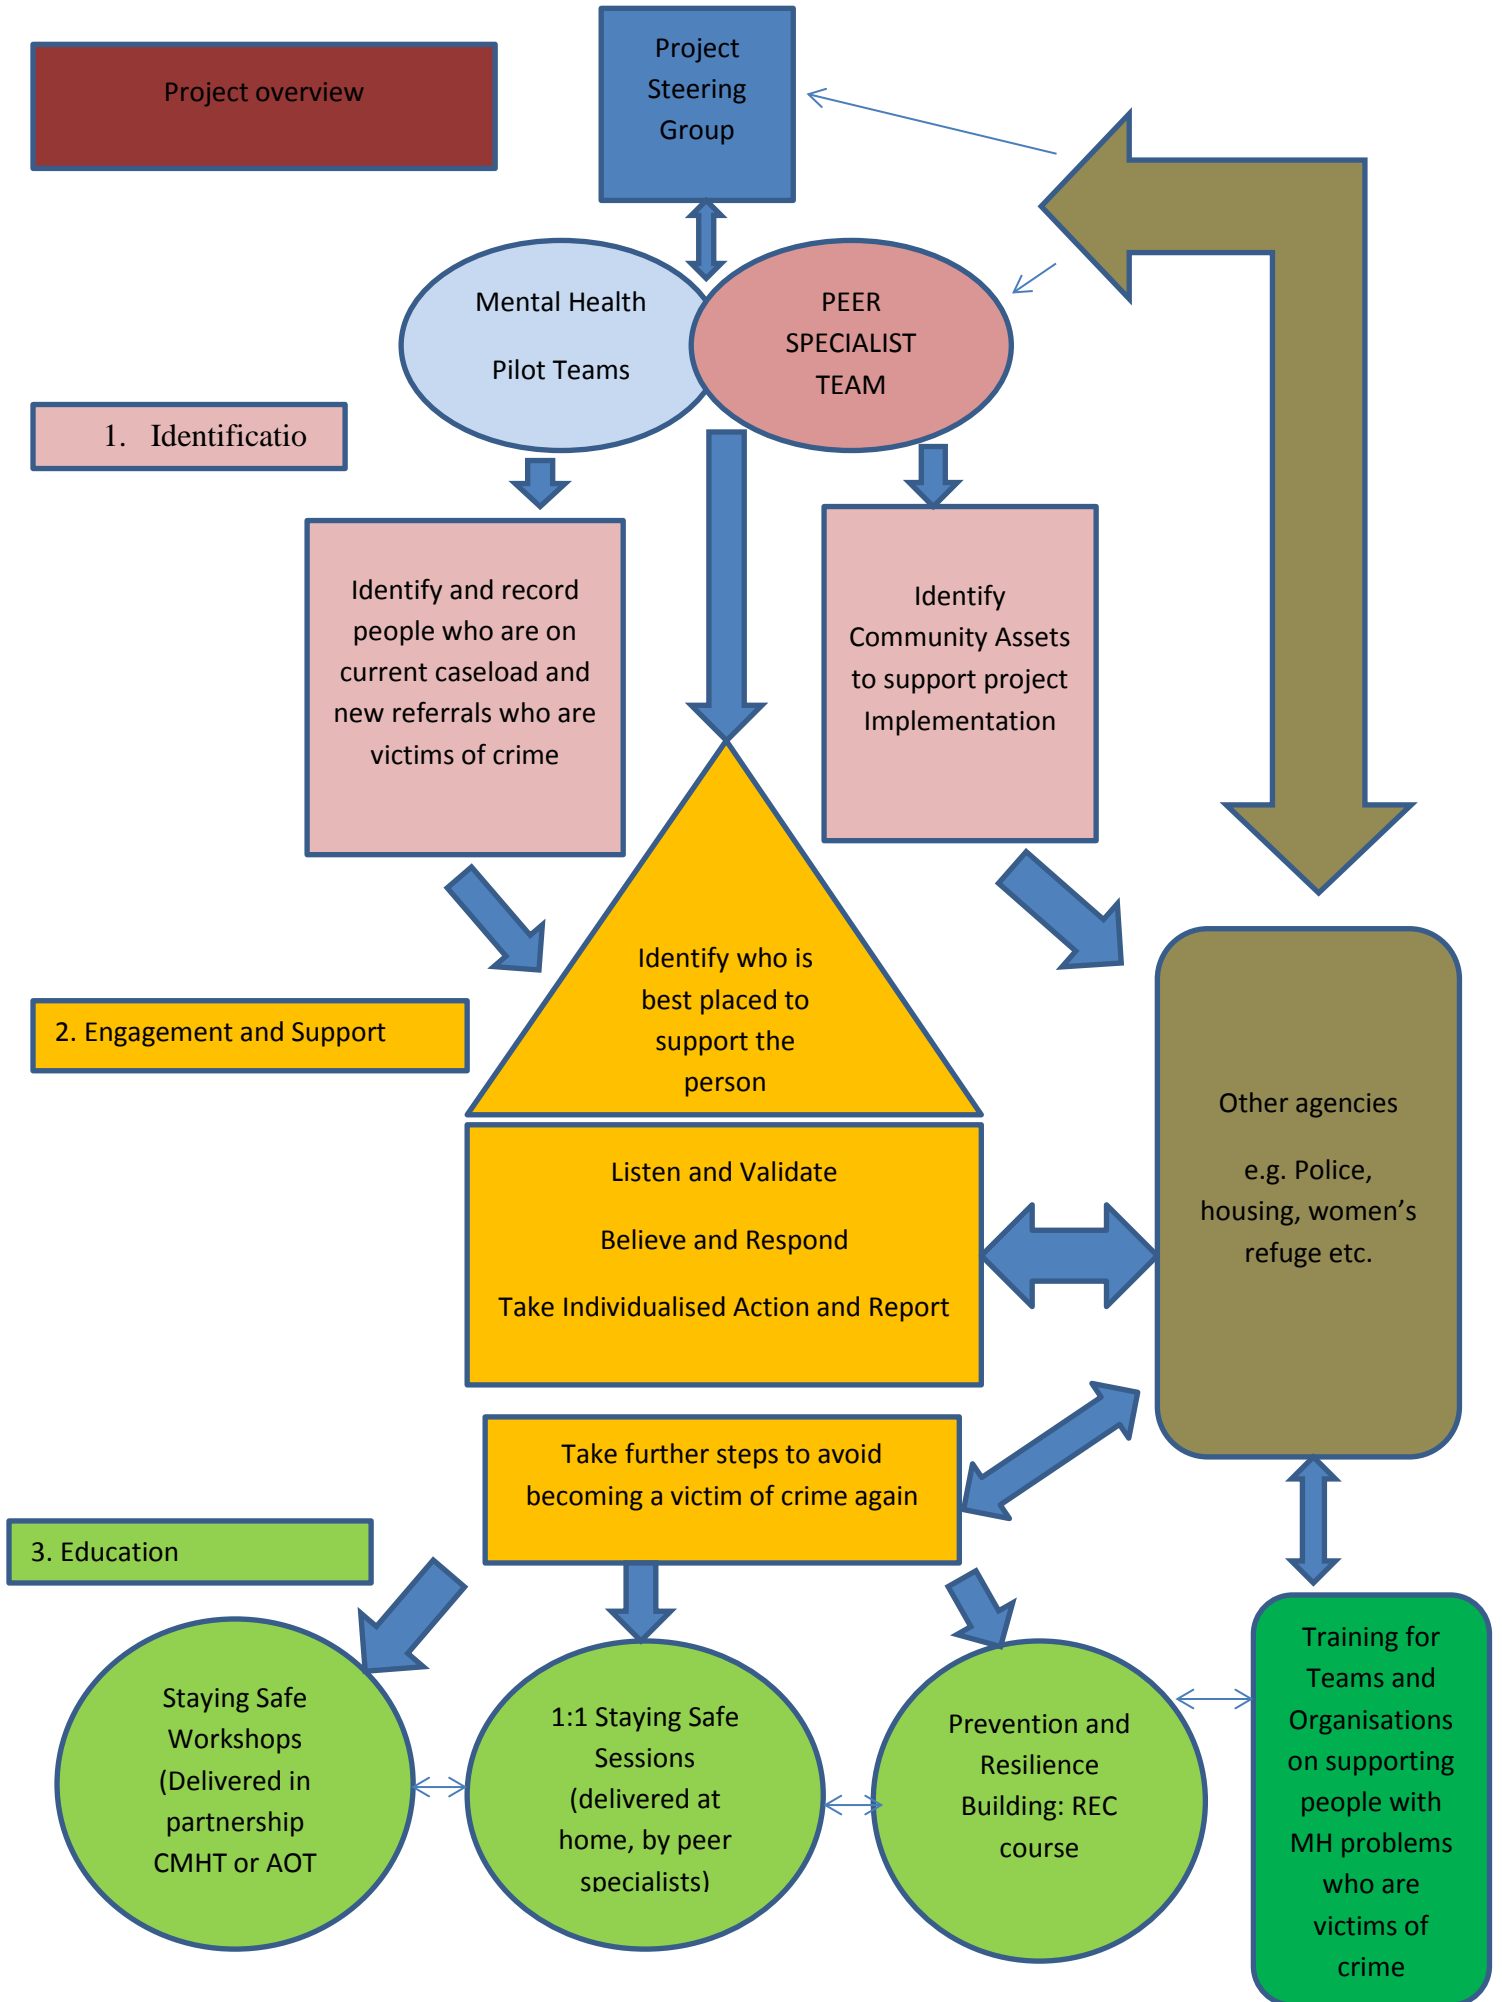 Project overview
Project
Steering
Group
Mental Health
Pilot Teams
PEER
SPECIALIST
TEAM
1. Identificatio
Identify and record
people who are on
current caseload and
new referrals who are
victims of crime
Identify
Community Assets
to support project
Implementation
Identify who is
best placed to
support the
person
2. Engagement and Support
Listen and Validate
Believe and Respond
Take Individualised Action and Report
Other agencies
e.g. Police,
housing, women’s
refuge etc.
Take further steps to avoid
becoming a victim of crime again
3. Education
Staying Safe
Workshops
(Delivered in
partnership
CMHT or AOT
1:1 Staying Safe
Sessions
(delivered at
home, by peer
specialists)
Prevention and
Resilience
Building: REC
course
Training for
Teams and
Organisations
on supporting
people with
MH problems
who are
victims of
crime